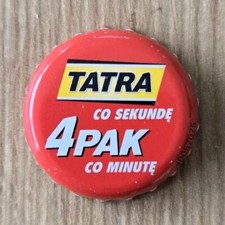 TATRA
CO SEKUNDĘ
4PAK
CO MINUTĘ